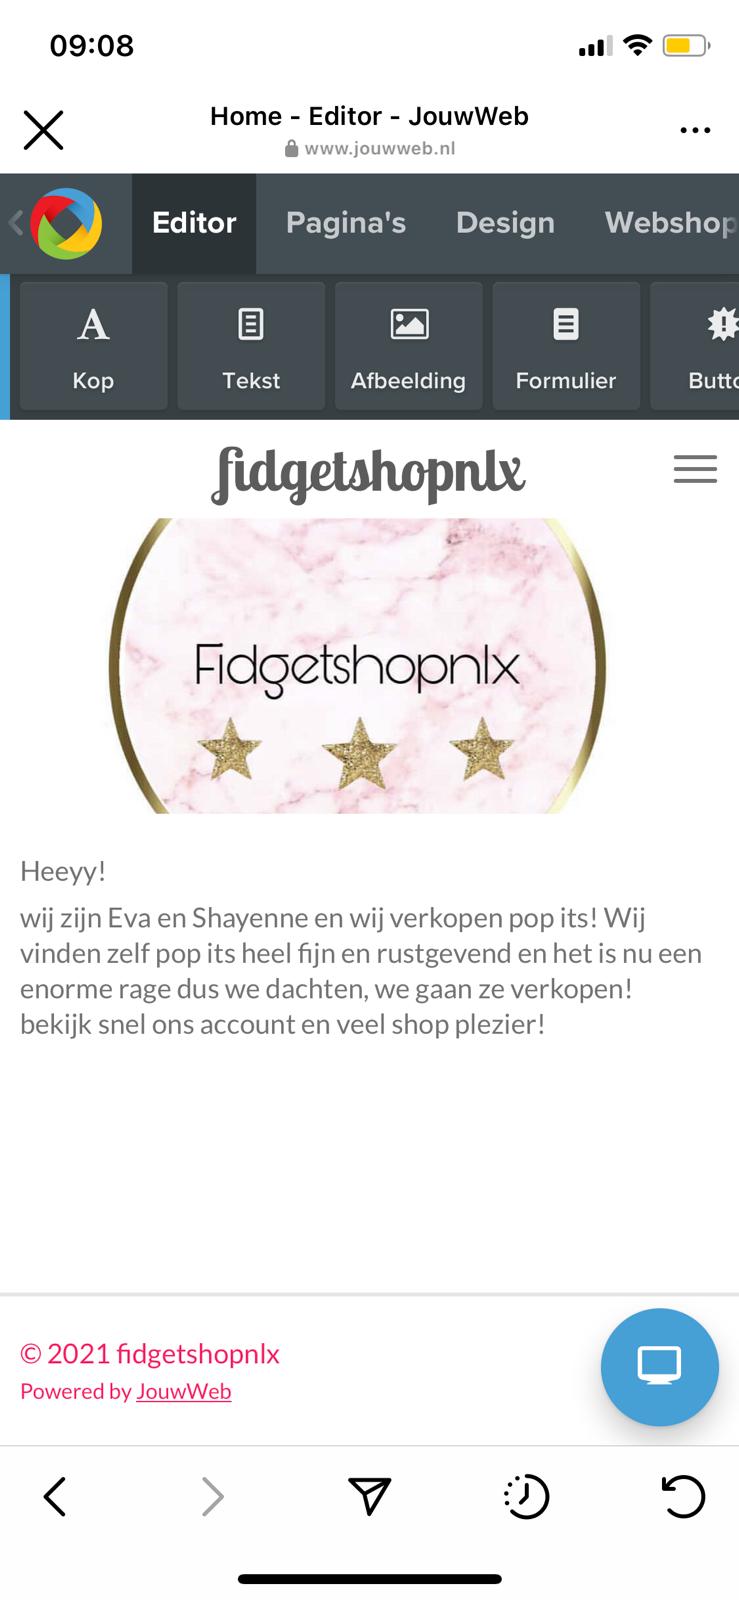 09:08
Home - Editor - JouwWeb
www.jouwweb.nl
Editor Pagina's Design Webshop
Kop Tekst Afbeelding Formulier Butto
fidgetshopnlx
Fidgetshopnlx
Heeyy!
wij zijn Eva en Shayenne en wij verkopen pop its! Wij
vinden zelf pop its heel fijn en rustgevend en het is nu een
enorme rage dus we dachten, we gaan ze verkopen!
bekijk snel ons account en veel shop plezier!
© 2021 fidgetshopnlx
Powered by JouwWeb